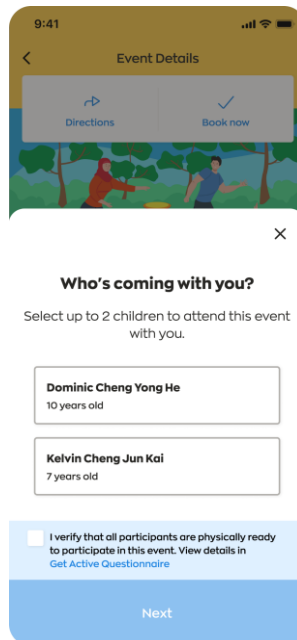 9:41
Event Details
Directions
Book now
Who's coming with you?
Select up to 2 children to attend this event
with you.
Dominic Cheng Yong He
10 years old
Kelvin Cheng Jun Kai
7 years old
I verify that all participants are physically ready
to participate in this event. View details in
Get Active Questionnaire
Next